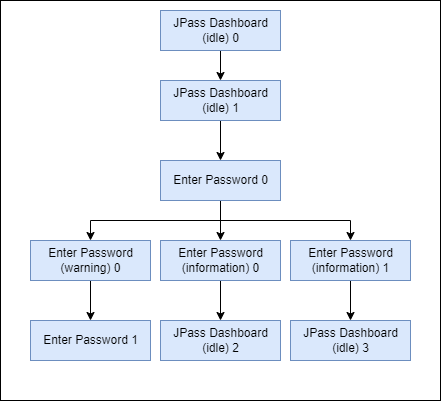 JPass Dashboard
(idle) 0
JPass Dashboard
(idle) 1
Enter Password 0
Enter Password
(warning) 0
Enter Password
(information) 0
Enter Password
(information) 1
Enter Password 1
JPass Dashboard
(idle) 2
JPass Dashboard
(idle) 3